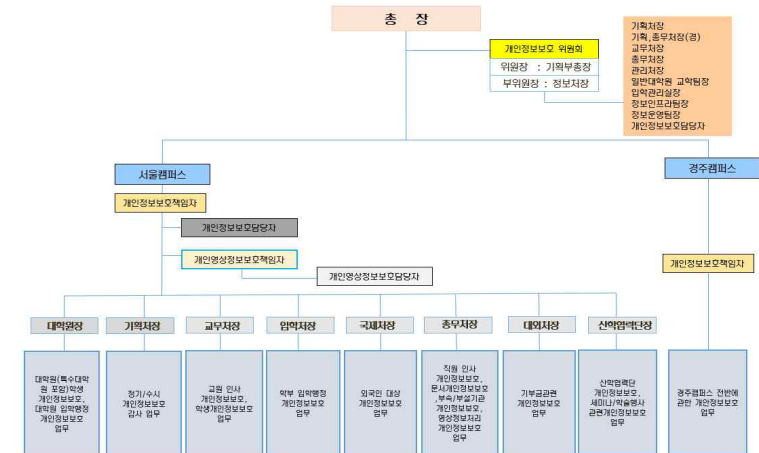 총 장
개인정보보호 위원회
위원장 : 기획부총장
부위원장 : 정보처장
기획처장
기획,총무처장(경)
교무처장
총무처장
관리처장
일반대학원 교학팀장
입학관리실장
정보인프라팀장
정보운영팀장
개인정보보호담당자
서울캠퍼스
경주캠퍼스
개인정보보호책임자
개인정보보호담당자
개인영상정보보호책임자
개인정보보호책임자
개인영상정보보호담당자
대학원장
기획처장
교무처장
입학처장
국제처장
총무처장
대외처장
산학협력단장
대학원(특수대학
원 포함)학생
개인정보보호,
대학원 입학행정
개인정보보호
업무
정기/수시
개인정보보호
감사 업무
교원 인사
개인정보보호,
학생개인정보보호
업무
학부 입학행정
개인정보보호
업무
외국인 대상
개인정보보호
업무
직원 인사
개인정보보호,
문서개인정보보호
,부속/부설기관
개인정보보호,
영상정보처리
개인정보보호
업무
기부금관련
개인정보보호
업무
산학협력단
개인정보보호,
세미나/학술행사
관련개인정보보호
업무
경주캠퍼스 전반에
관한 개인정보보호
업무